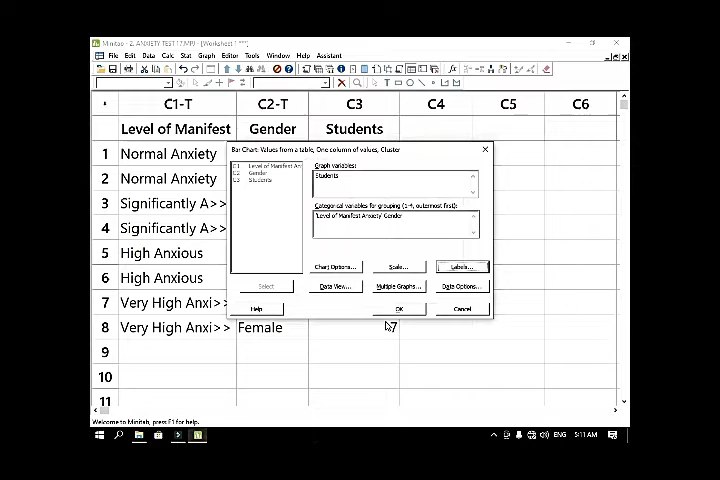 Minitab - 2. ANXIETY TEST 17.MPJ - [Worksheet 1 ***]
File Edit Data Calc Stat Graph Editor Tools Window Help Assistant
C1-T C2-T C3 C4 C5 C6
Level of Manifest Gender Students
1 Normal Anxiety
2 Normal Anxiety
3 Significantly A>>
4 Significantly A>>
5 High Anxious
6 High Anxious
7 Very High Anxi>>
8 Very High Anxi>> Female 7
9
10
11
Bar Chart: Values from a table, One column of values, Cluster
C1 Level of Manifest An
C2 Gender
C3 Students
Graph variables:
Students
Categorical variables for grouping (1-4, outermost first):
'Level of Manifest Anxiety' Gender
Chart Options... Scale... Labels...
Select Data View... Multiple Graphs... Data Options...
Help OK Cancel
Welcome to Minitab, press F1 for help.
ENG 5:11 AM